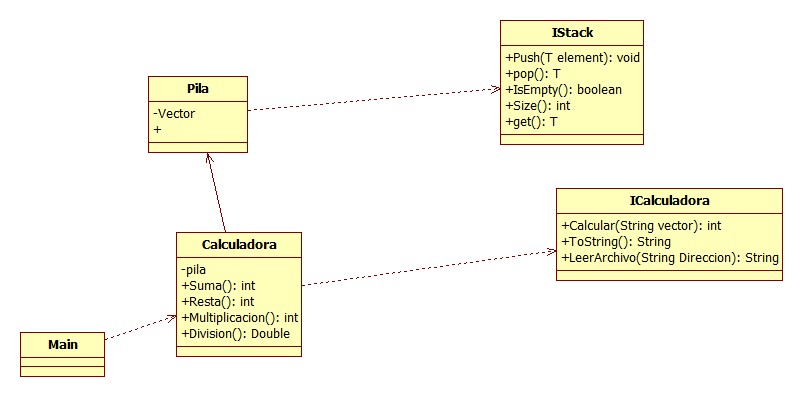 IStack
+Push(T element): void
+pop(): T
+IsEmpty(): boolean
+Size(): int
+get(): T
Pila
-Vector
+
ICalculadora
+Calcular(String vector): int
+ToString(): String
+LeerArchivo(String Direccion): String
Calculadora
-pila
+Suma(): int
+Resta(): int
+Multiplicacion(): int
+Division(): Double
Main